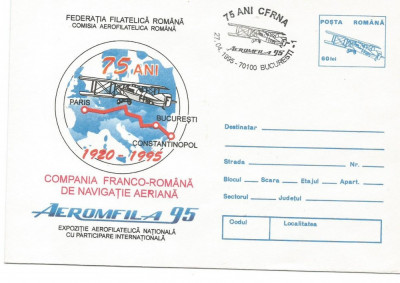 FEDERAȚIA FILATELICĂ ROMÂNĂ
COMISIA AEROFILATELICĂ ROMÂNĂ
75 ANI
PARIS
BUCUREȘTI
CONSTANTINOPOL
1920 - 1995
COMPANIA FRANCO-ROMÂNĂ
DE NAVIGAȚIE AERIANĂ
AEROMFILA 95
EXPOZIȚIE AEROFILATELICĂ NAȚIONALĂ
CU PARTICIPARE INTERNAȚIONALĂ
75 ANI CFRNA
AEROMFILA 95
27.04.1995 - 70100 BUCUREȘTI - 1
POȘTA ROMÂNĂ
60 lei
Destinatar
Strada Nr.
Blocul Scara Etajul Apart.
Sectorul Județul
Codul Localitatea